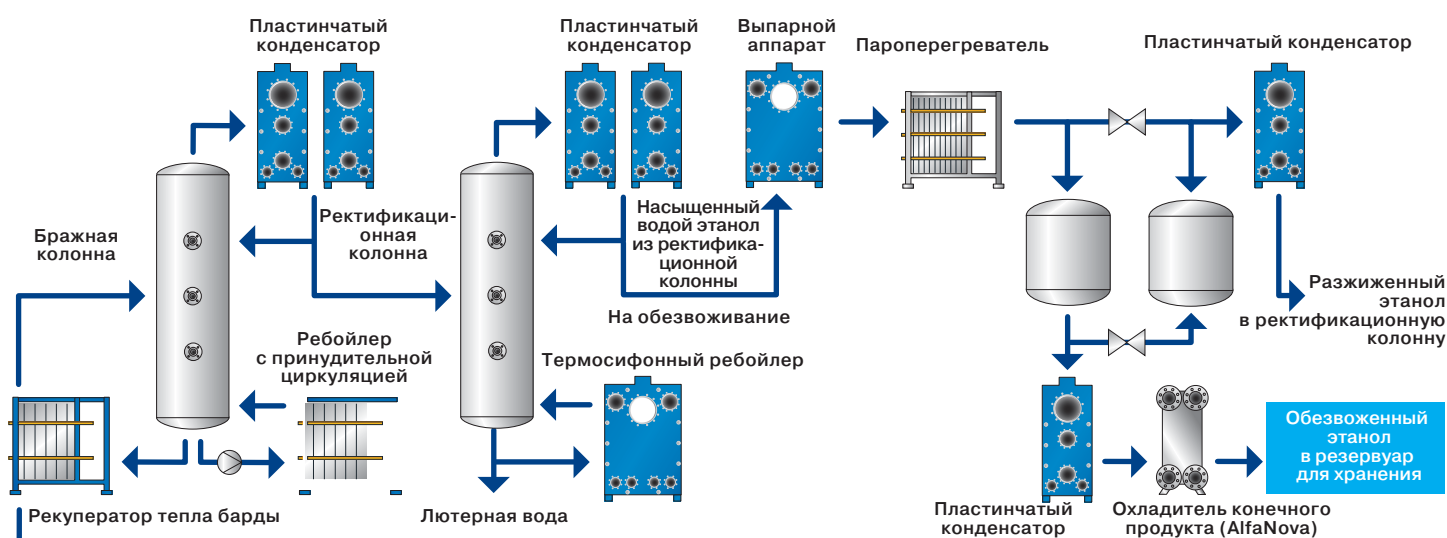 Пластинчатый
конденсатор
Пластинчатый
конденсатор
Выпарной
аппарат
Пароперегреватель
Пластинчатый конденсатор
Бражная
колонна
Ректификаци-
онная
колонна
Насыщенный
водой этанол
из ректифика-
ционной
колонны
На обезвоживание
Разжиженный
этанол
в ректификационную
колонну
Ребойлер
с принудительной
циркуляцией
Термосифонный ребойлер
Обезвоженный
этанол
в резервуар
для хранения
Рекуператор тепла барды
Лютерная вода
Пластинчатый
конденсатор
Охладитель конечного
продукта (AlfaNova)